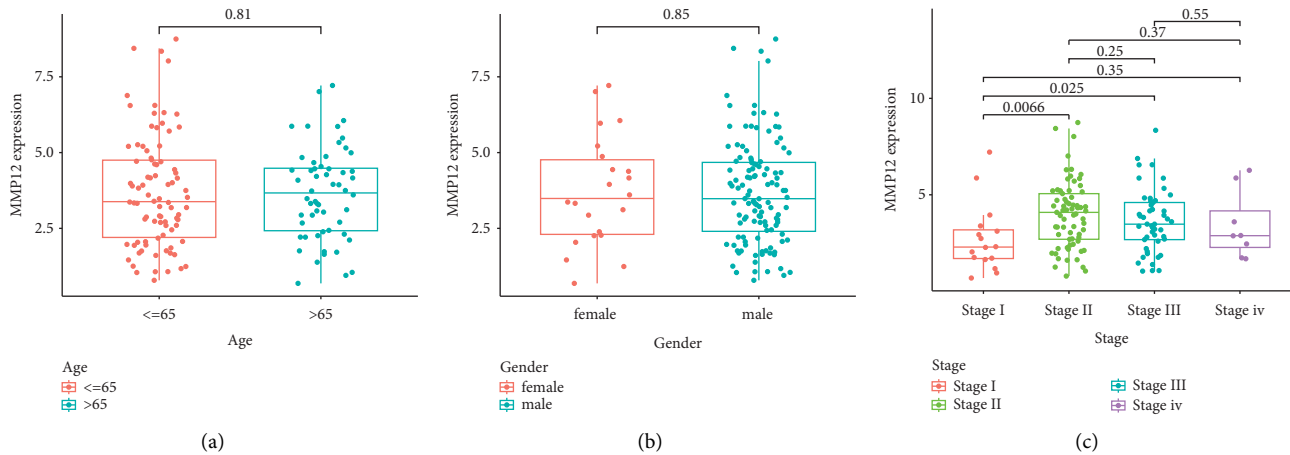 0.81
MMP12 expression
7.5
5.0
2.5
<=65
>65
Age
Age
<=65
>65
(a)
0.85
MMP12 expression
7.5
5.0
2.5
female
male
Gender
Gender
female
male
(b)
0.55
0.37
0.25
0.35
0.025
0.0066
MMP12 expression
10
5
Stage I
Stage II
Stage III
Stage iv
Stage
Stage
Stage I
Stage III
Stage II
Stage iv
(c)